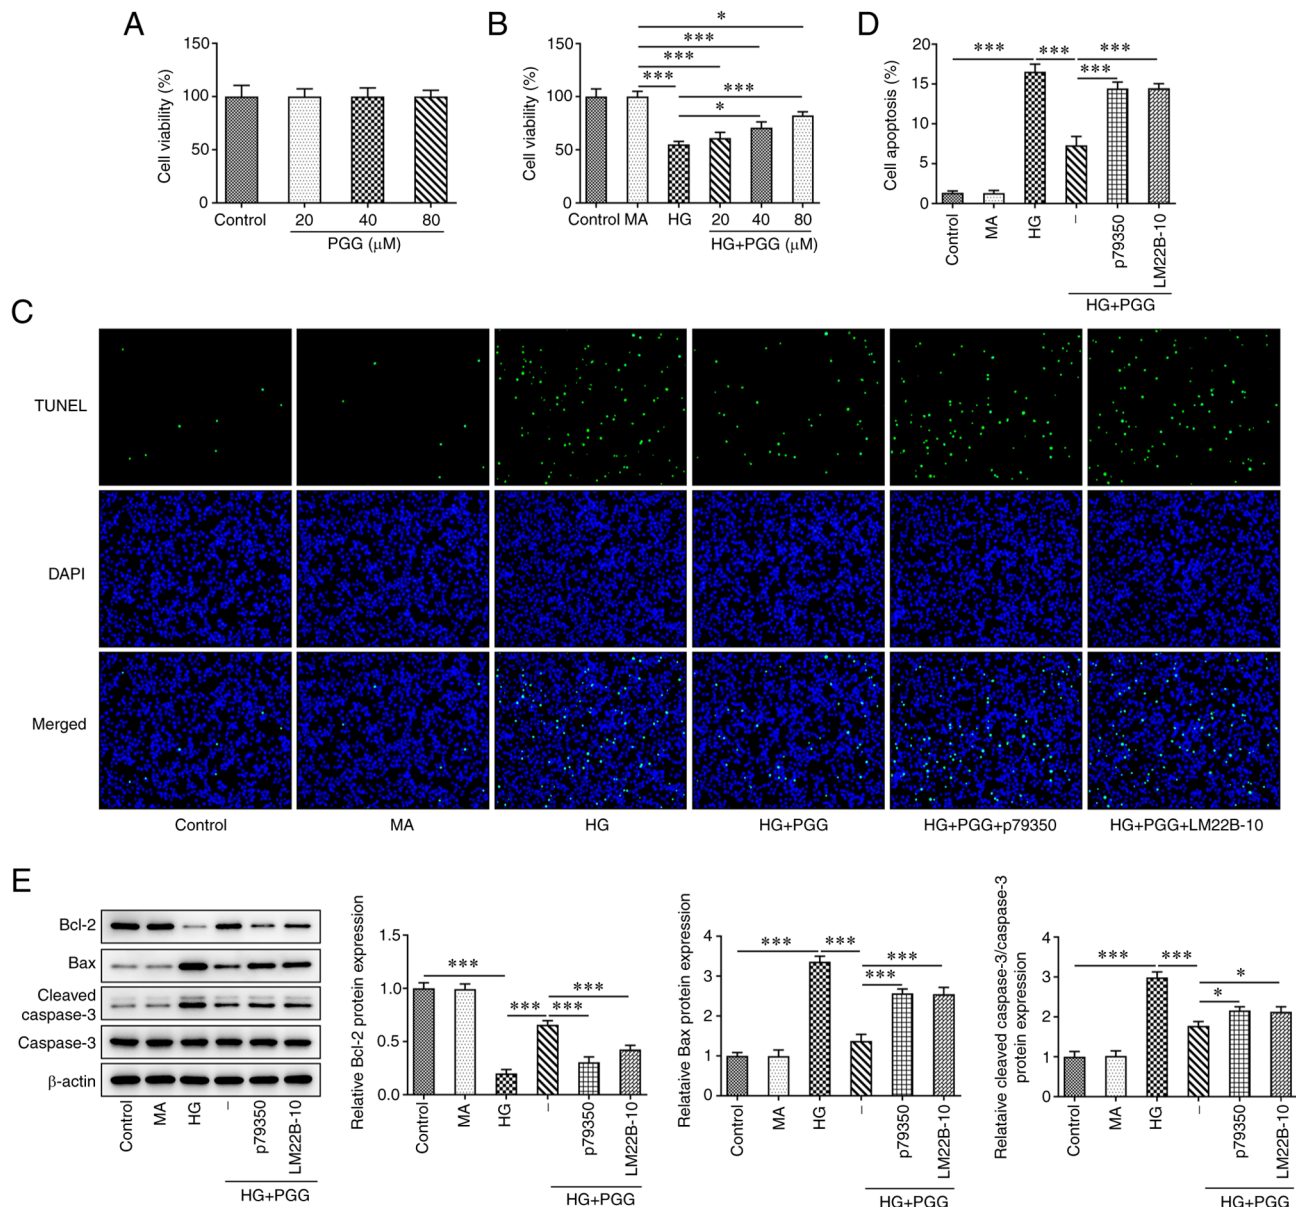 A
Cell viability (%)
150
100
50
0
Control 20 40 80
PGG (μM)
B
* 
***
***
***
***
*
Cell viability (%)
150
100
50
0
Control MA HG 20 40 80
HG+PGG (μM)
D
*** *** ***
***
Cell apoptosis (%)
20
15
10
5
0
Control MA HG – p79350 LM22B-10
HG+PGG
C
TUNEL
DAPI
Merged
Control MA HG HG+PGG HG+PGG+p79350 HG+PGG+LM22B-10
E
Bcl-2
Bax
Cleaved
caspase-3
Caspase-3
β-actin
Control MA HG – p79350 LM22B-10
HG+PGG
Relative Bcl-2 protein expression
1.5
1.0
0.5
0.0
***
***
*** ***
Control MA HG – p79350 LM22B-10
HG+PGG
Relataive Bax protein expression
4
3
2
1
0
*** *** ***
***
Control MA HG – p79350 LM22B-10
HG+PGG
Relataive cleaved caspase-3/caspase-3
protein expression
4
3
2
1
0
*** *** *
*
Control MA HG – p79350 LM22B-10
HG+PGG